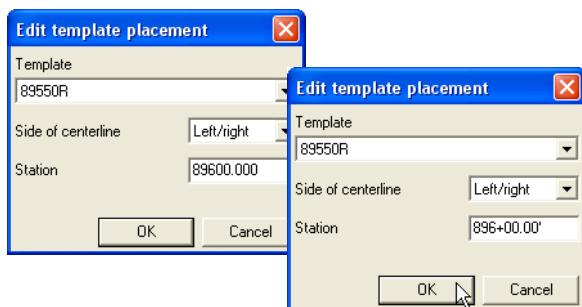 Edit template placement
Template
89550R
Side of centerline Left/right
Station 89600.000
OK Cancel
Edit template placement
Template
89550R
Side of centerline Left/right
Station 896+00.00'
OK Cancel